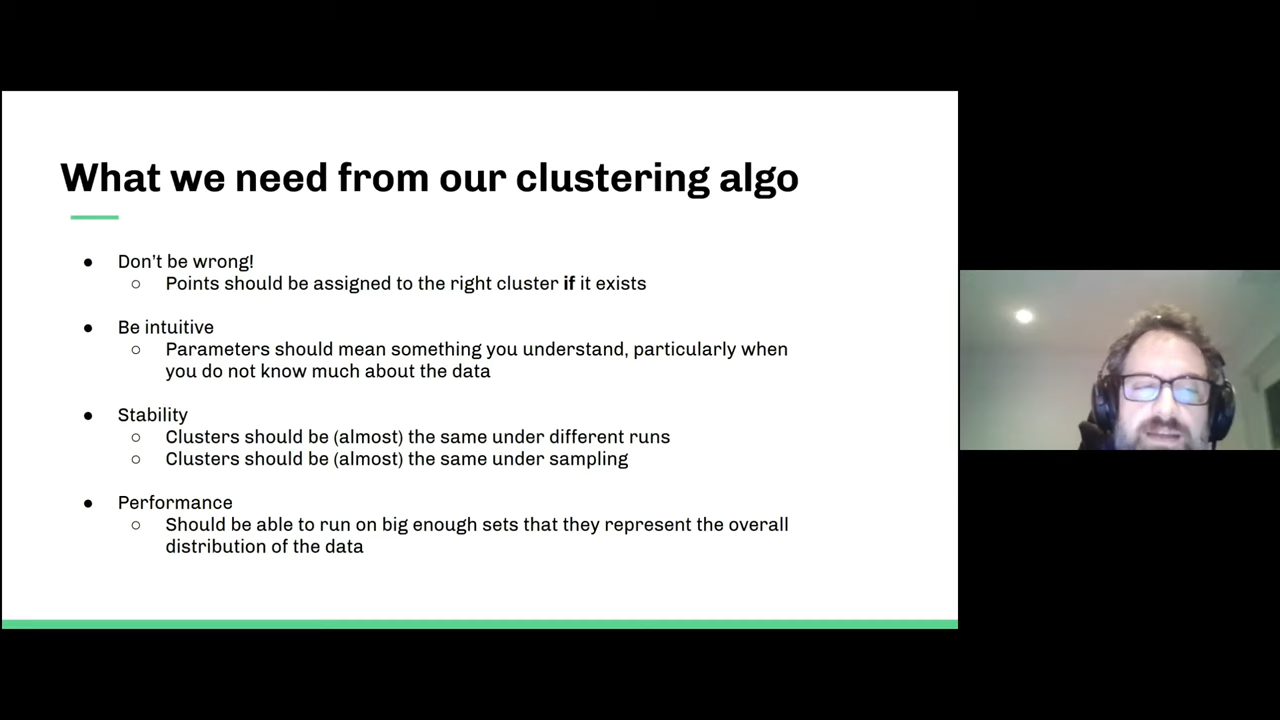 What we need from our clustering algo
● Don't be wrong!
○ Points should be assigned to the right cluster if it exists
● Be intuitive
○ Parameters should mean something you understand, particularly when
you do not know much about the data
● Stability
○ Clusters should be (almost) the same under different runs
○ Clusters should be (almost) the same under sampling
● Performance
○ Should be able to run on big enough sets that they represent the overall
distribution of the data